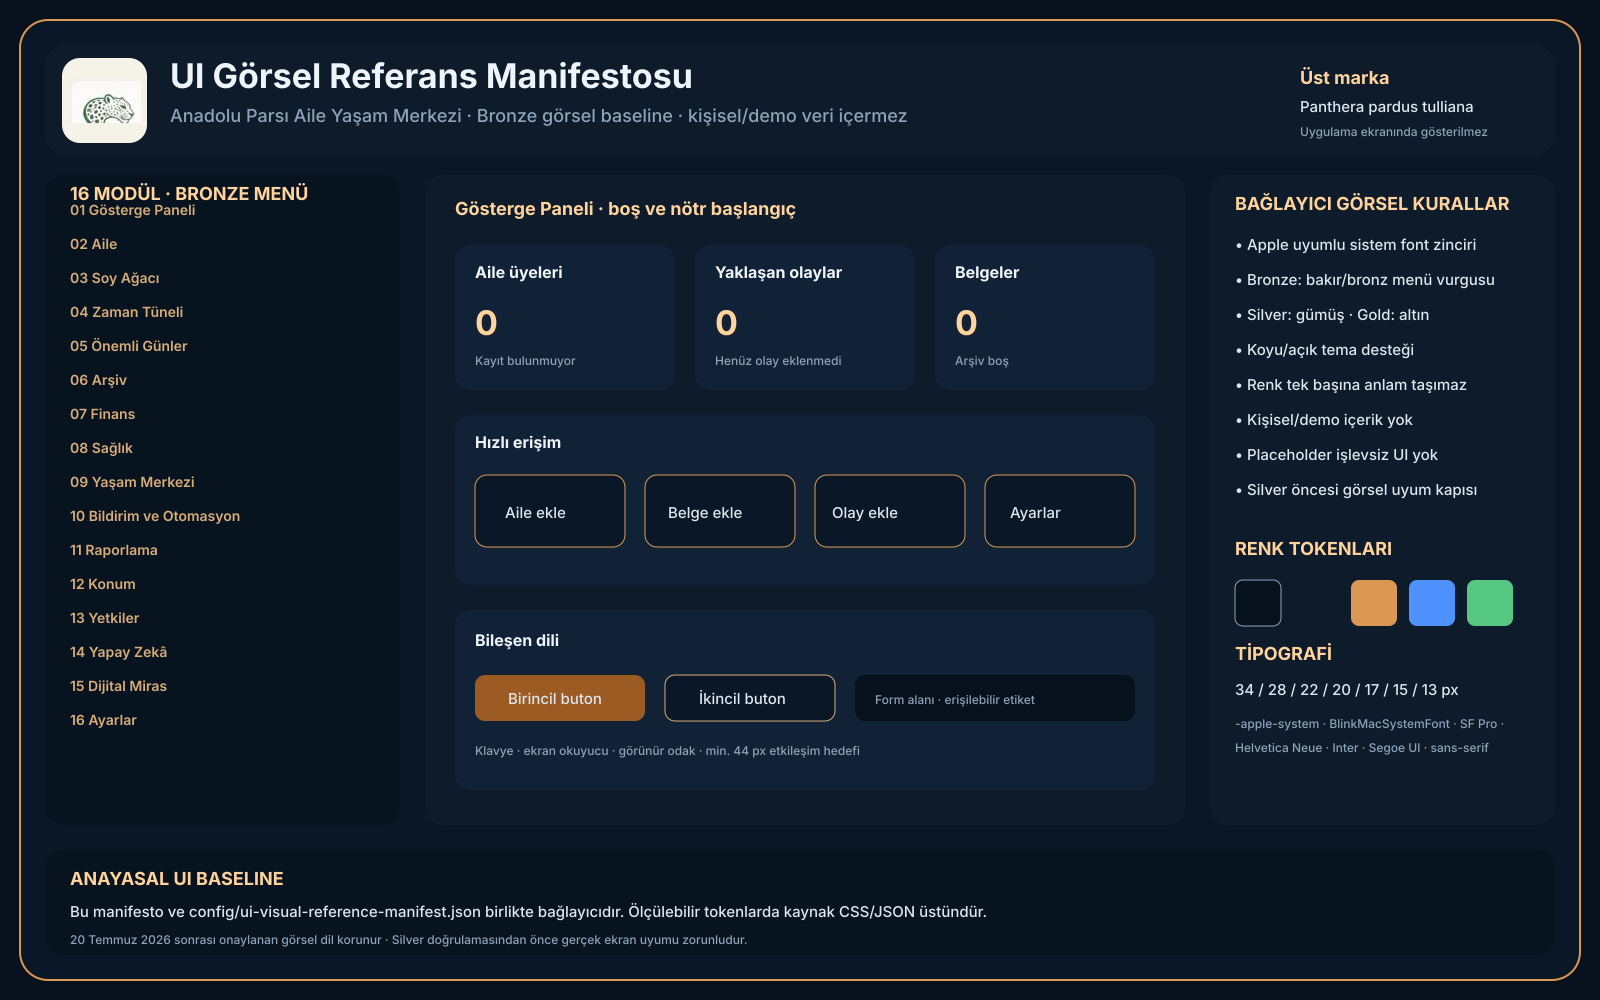 UI Görsel Referans Manifestosu
Anadolu Parsı Aile Yaşam Merkezi · Bronze görsel baseline · kişisel/demo veri içermez
Üst marka
Panthera pardus tulliana
Uygulama ekranında gösterilmez
16 MODÜL · BRONZE MENÜ
01 Gösterge Paneli
02 Aile
03 Soy Ağacı
04 Zaman Tüneli
05 Önemli Günler
06 Arşiv
07 Finans
08 Sağlık
09 Yaşam Merkezi
10 Bildirim ve Otomasyon
11 Raporlama
12 Konum
13 Yetkiler
14 Yapay Zekâ
15 Dijital Miras
16 Ayarlar
Gösterge Paneli · boş ve nötr başlangıç
Aile üyeleri
0
Kayıt bulunmuyor
Yaklaşan olaylar
0
Henüz olay eklenmedi
Belgeler
0
Arşiv boş
Hızlı erişim
Aile ekle
Belge ekle
Olay ekle
Ayarlar
Bileşen dili
Birincil buton
İkincil buton
Form alanı · erişilebilir etiket
Klavye · ekran okuyucu · görünür odak · min. 44 px etkileşim hedefi
BAĞLAYICI GÖRSEL KURALLAR
• Apple uyumlu sistem font zinciri
• Bronze: bakır/bronz menü vurgusu
• Silver: gümüş · Gold: altın
• Koyu/açık tema desteği
• Renk tek başına anlam taşımaz
• Kişisel/demo içerik yok
• Placeholder işlevsiz UI yok
• Silver öncesi görsel uyum kapısı
RENK TOKENLARI
TİPOGRAFİ
34 / 28 / 22 / 20 / 17 / 15 / 13 px
-apple-system · BlinkMacSystemFont · SF Pro ·
Helvetica Neue · Inter · Segoe UI · sans-serif
ANAYASAL UI BASELINE
Bu manifesto ve config/ui-visual-reference-manifest.json birlikte bağlayıcıdır. Ölçülebilir tokenlarda kaynak CSS/JSON üstündür.
20 Temmuz 2026 sonrası onaylanan görsel dil korunur · Silver doğrulamasından önce gerçek ekran uyumu zorunludur.